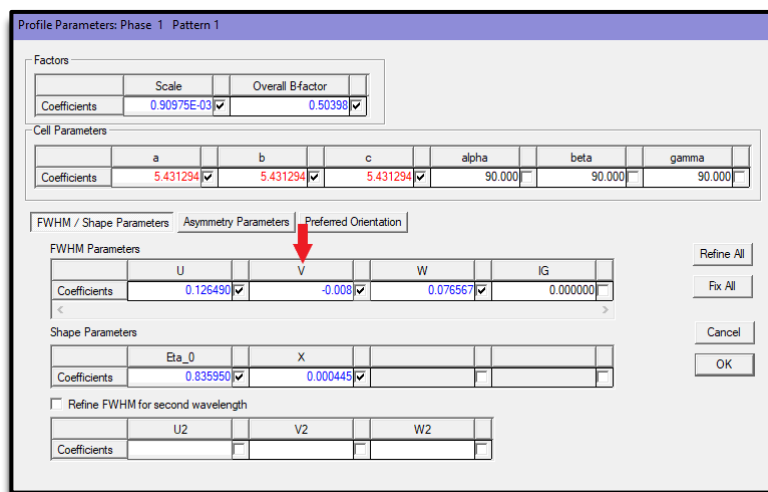 Profile Parameters: Phase 1 Pattern 1
Factors
Scale Overall B-factor
Coefficients 0.90975E-03 0.50398
Cell Parameters
a b c alpha beta gamma
Coefficients 5.431294 5.431294 5.431294 90.000 90.000 90.000
FWHM / Shape Parameters Asymmetry Parameters Preferred Orientation
FWHM Parameters
U V W IG
Coefficients 0.126490 -0.008 0.076567 0.000000
Refine All
Fix All
Shape Parameters
Eta_0 X
Coefficients 0.835950 0.000445
Cancel
OK
Refine FWHM for second wavelength
U2 V2 W2
Coefficients